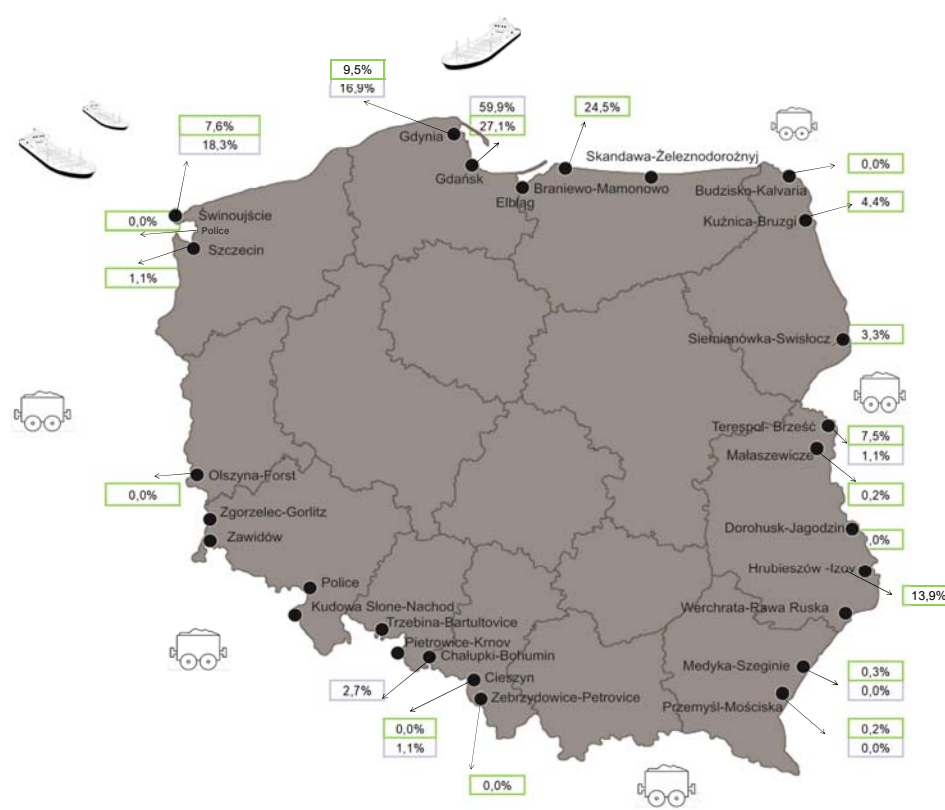 9,5%
16,9%
59,9%
27,1%
24,5%
7,6%
18,3%
Gdynia
Gdańsk
Elbląg
Skandawa-Żeleznodorożnyj
Braniewo-Mamonowo
Budzisko-Kalvaria
0,0%
4,4%
Kuźnica-Bruzgi
Świnoujście
0,0%
Police
Szczecin
1,1%
Siemianówka-Swisłocz
3,3%
Terespol- Brześć
7,5%
1,1%
Małaszewicze
0,2%
Olszyna-Forst
0,0%
Zgorzelec-Gorlitz
Zawidów
Dorohusk-Jagodzin
,0%
Hrubieszów -Izov
13,9%
Police
Kudowa Słone-Nachod
Werchrata-Rawa Ruska
Trzebina-Bartultovice
Pietrowice-Krnov
Chałupki-Bohumin
2,7%
Cieszyn
Zebrzydowice-Petrovice
0,0%
1,1%
0,0%
Medyka-Szeginie
0,3%
0,0%
Przemyśl-Mościska
0,2%
0,0%